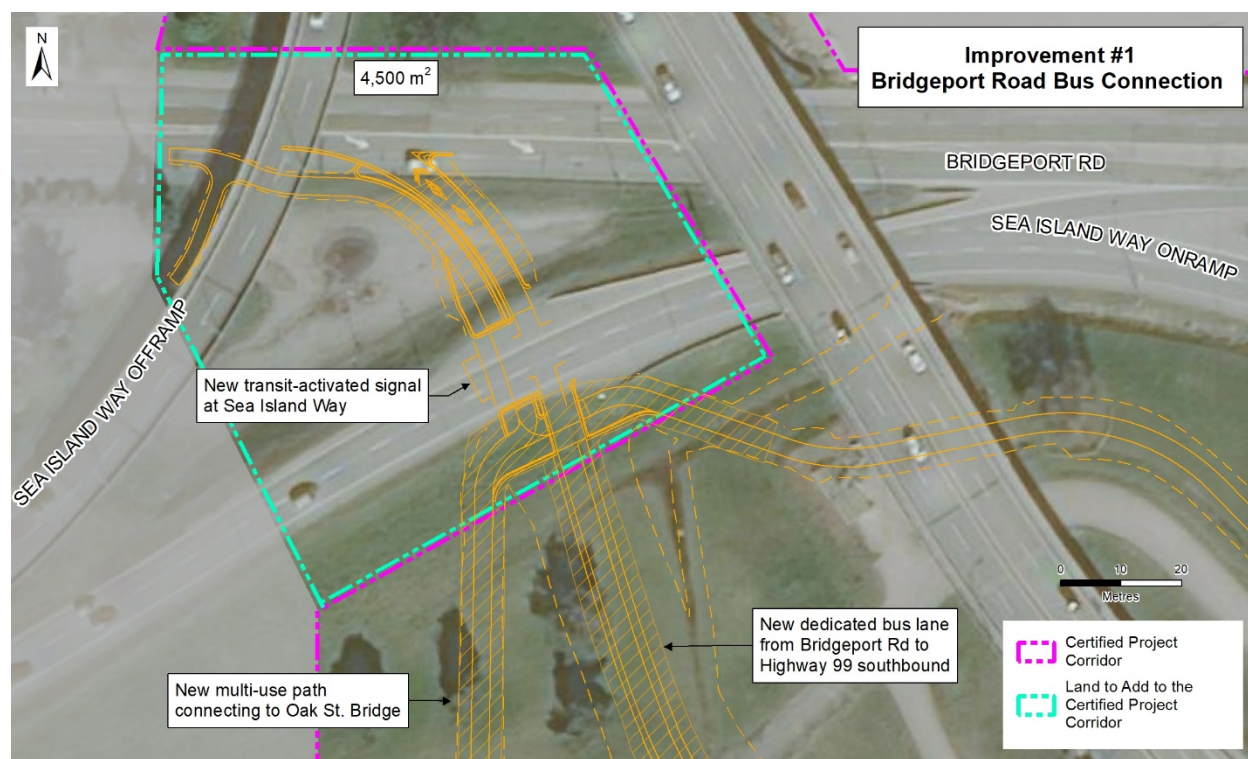 N
4,500 m²
Improvement #1
Bridgeport Road Bus Connection
BRIDGEPORT RD
SEA ISLAND WAY ONRAMP
SEA ISLAND WAY OFFRAMP
New transit-activated signal
at Sea Island Way
New multi-use path
connecting to Oak St. Bridge
New dedicated bus lane
from Bridgeport Rd to
Highway 99 southbound
0 10 20
Metres
Certified Project
Corridor
Land to Add to the
Certified Project
Corridor